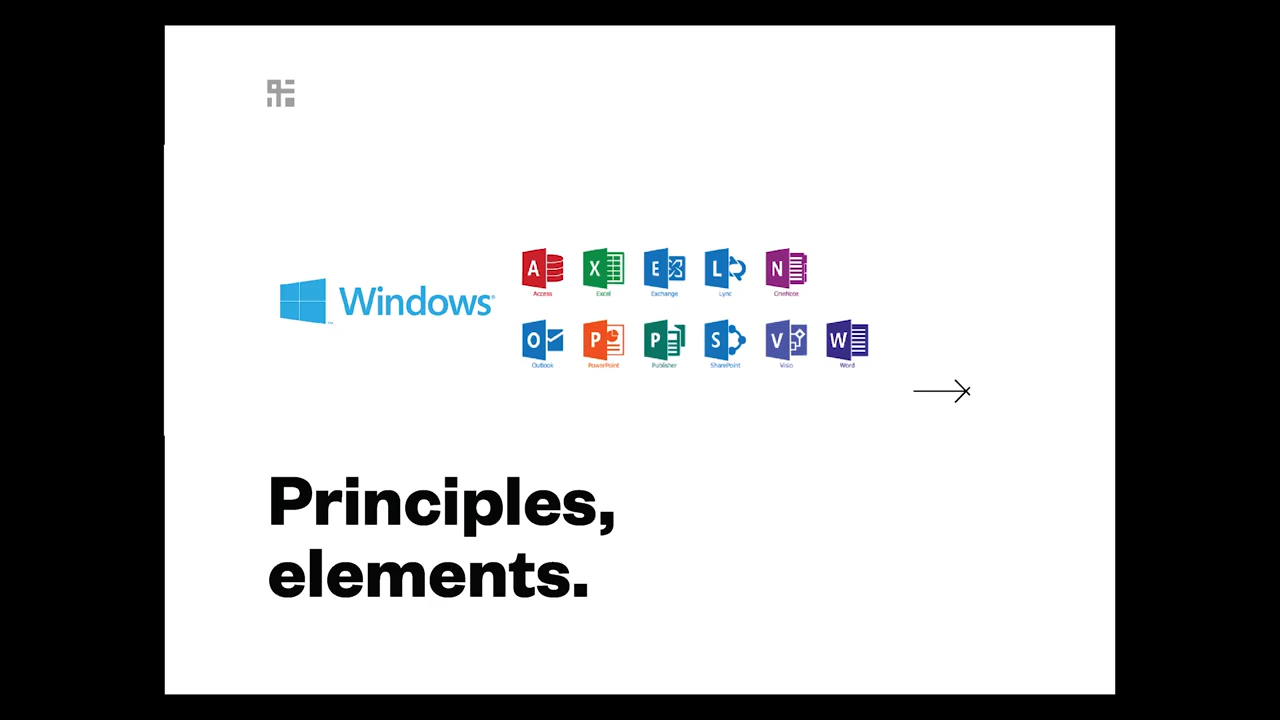 Windows®
A X E L N
Access Excel Exchange Lync OneNote
O P P S V W
Outlook PowerPoint Publisher SharePoint Visio Word
Principles,
elements.